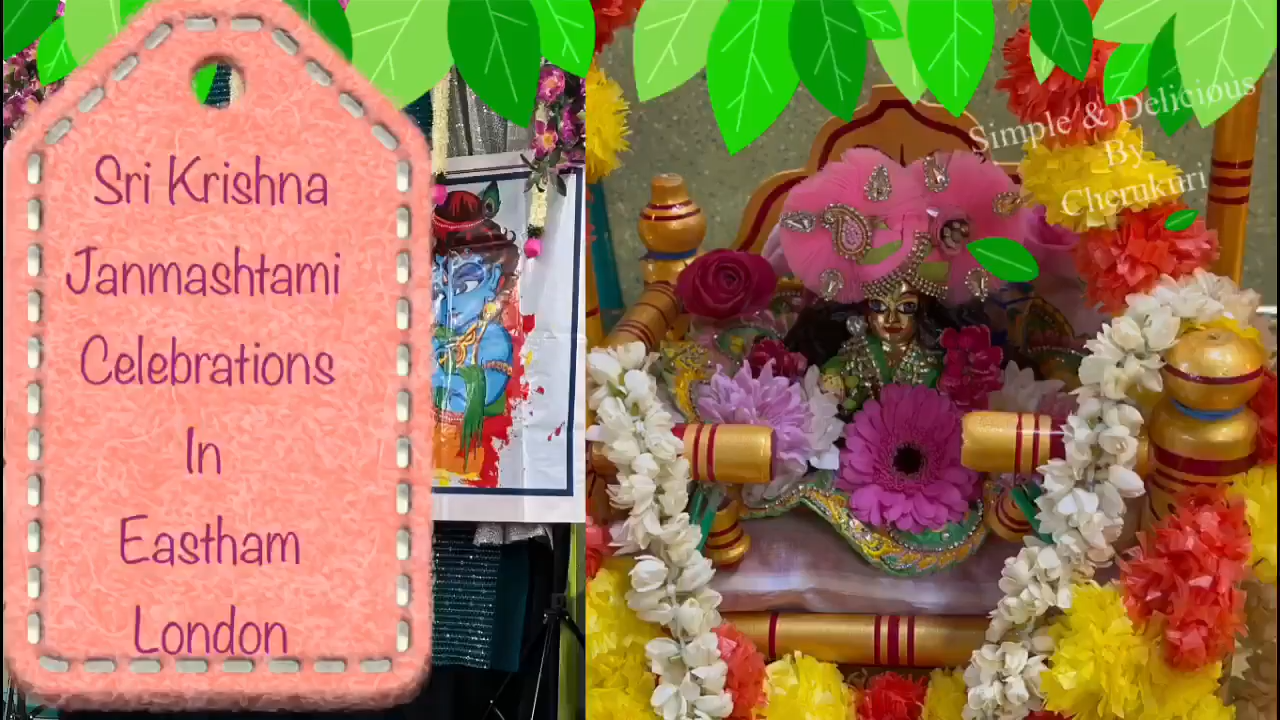 Sri Krishna
Janmashtami
Celebrations
In
Eastham
London
Simple & Delicious
By
Cherukuri